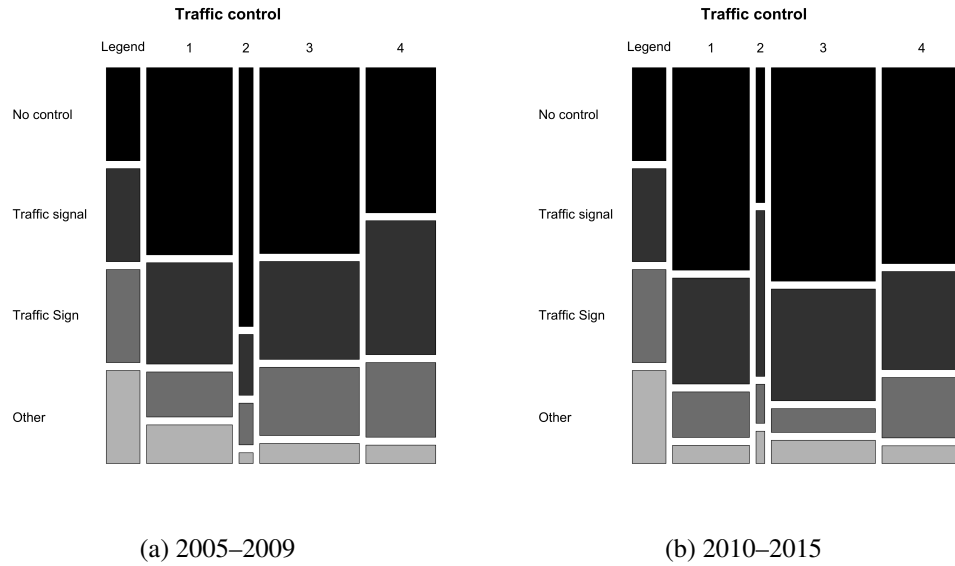 Traffic control
Legend 1 2 3 4
No control
Traffic signal
Traffic Sign
Other
(a) 2005–2009
Traffic control
Legend 1 2 3 4
No control
Traffic signal
Traffic Sign
Other
(b) 2010–2015